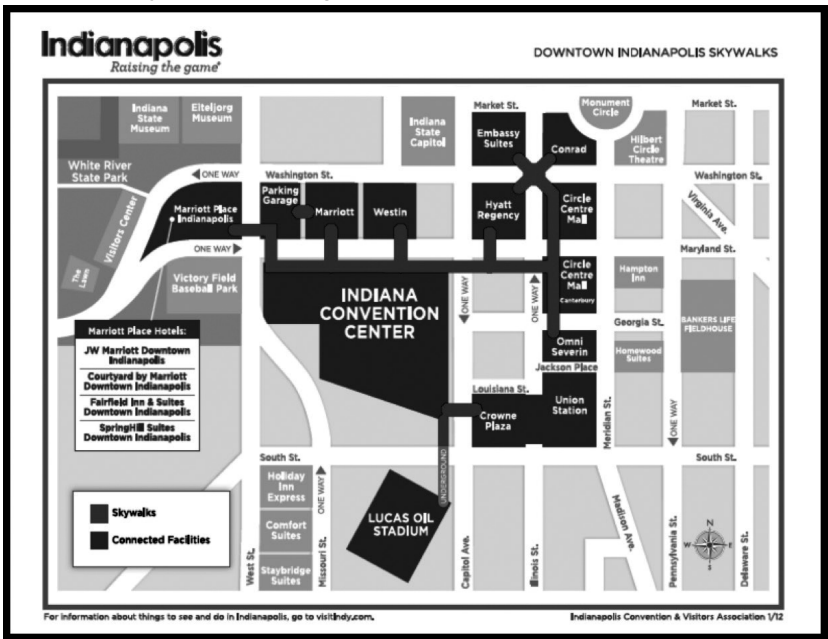 Indianapolis
Raising the game®
DOWNTOWN INDIANAPOLIS SKYWALKS
Indiana
State
Museum
Eiteljorg
Museum
Indiana
State
Capitol
Market St.
Embassy
Suites
Monument
Circle
Conrad
Hilbert
Circle
Theatre
Market St.
White River
State Park
ONE WAY
Washington St.
Washington St.
Visitors Center
Marriott Place
Indianapolis
Parking
Garage
Marriott
Westin
Hyatt
Regency
Circle
Centre
Mall
Virginia Ave.
ONE WAY
Maryland St.
The
Lawn
Victory Field
Baseball Park
INDIANA
CONVENTION
CENTER
ONE WAY
ONE WAY
Circle
Centre
Mall
Canterbury
Hampton
Inn
BANKERS LIFE
FIELDHOUSE
Georgia St.
Marriott Place Hotels:
JW Marriott Downtown
Indianapolis
Courtyard by Marriott
Downtown Indianapolis
Fairfield Inn & Suites
Downtown Indianapolis
SpringHill Suites
Downtown Indianapolis
Omni
Severin
Homewood
Suites
Jackson Place
Louisiana St.
Crowne
Plaza
Union
Station
Meridian St.
ONE WAY
South St.
South St.
UNDERGROUND
Holiday
Inn
Express
ONE WAY
LUCAS OIL
STADIUM
Comfort
Suites
Staybridge
Suites
Skywalks
Connected Facilities
West St.
Missouri St.
Capitol Ave.
Illinois St.
Madison Ave.
Pennsylvania St.
Delaware St.
N
W
E
S
For information about things to see and do in Indianapolis, go to visitIndy.com.
Indianapolis Convention & Visitors Association 1/12